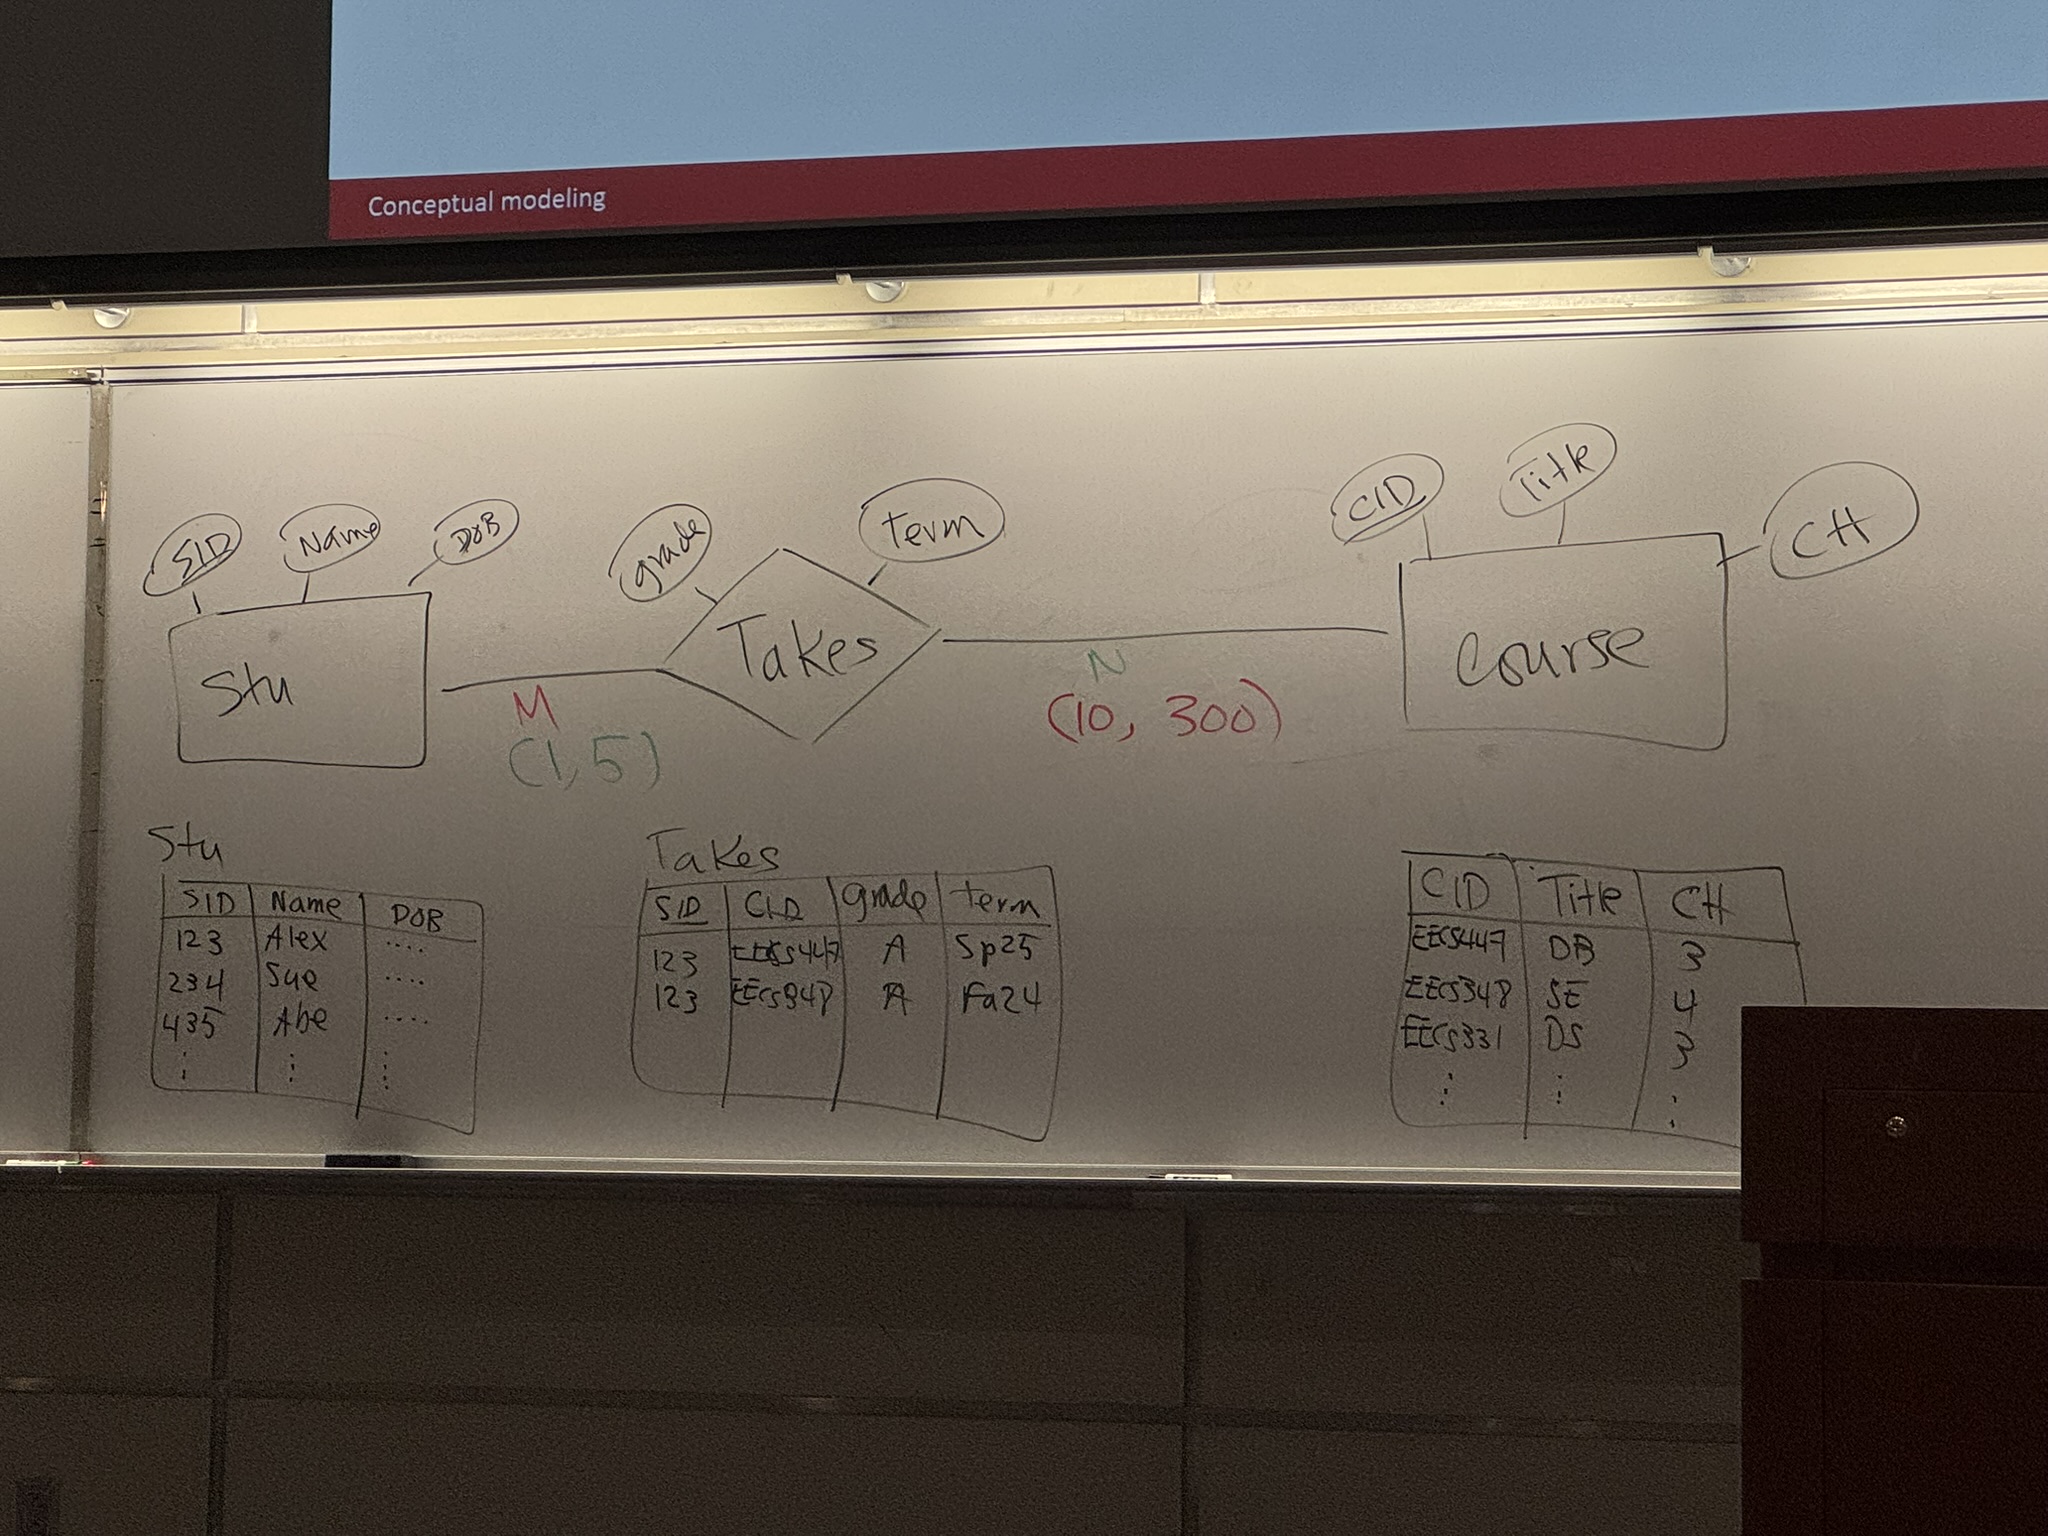 Conceptual modeling
SID Name DOB grade term CID Title CH
Stu Takes Course
M N
(1, 5) (10, 300)
Stu
SID Name DOB
123 Alex ....
234 Sue ....
435 Abe ....
⋮ ⋮ ⋮
Takes
SID CID grade term
123 EECS447 A Sp25
123 EECS348 A Fa24
CID Title CH
EECS447 DB 3
EECS348 SE 4
EECS331 DS 3
⋮ ⋮ ⋮